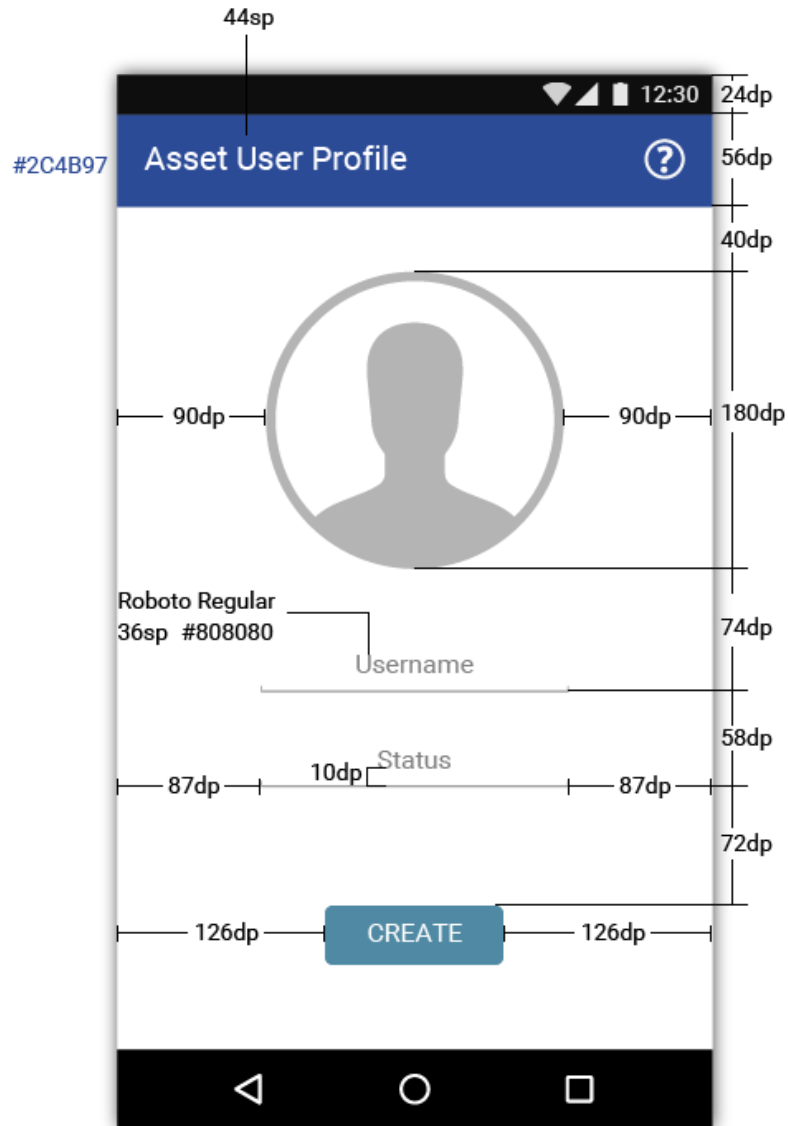 44sp
12:30
24dp
#2C4B97
Asset User Profile
?
56dp
40dp
90dp
90dp
180dp
Roboto Regular
36sp #808080
74dp
Username
58dp
Status
10dp
87dp
87dp
72dp
126dp
CREATE
126dp